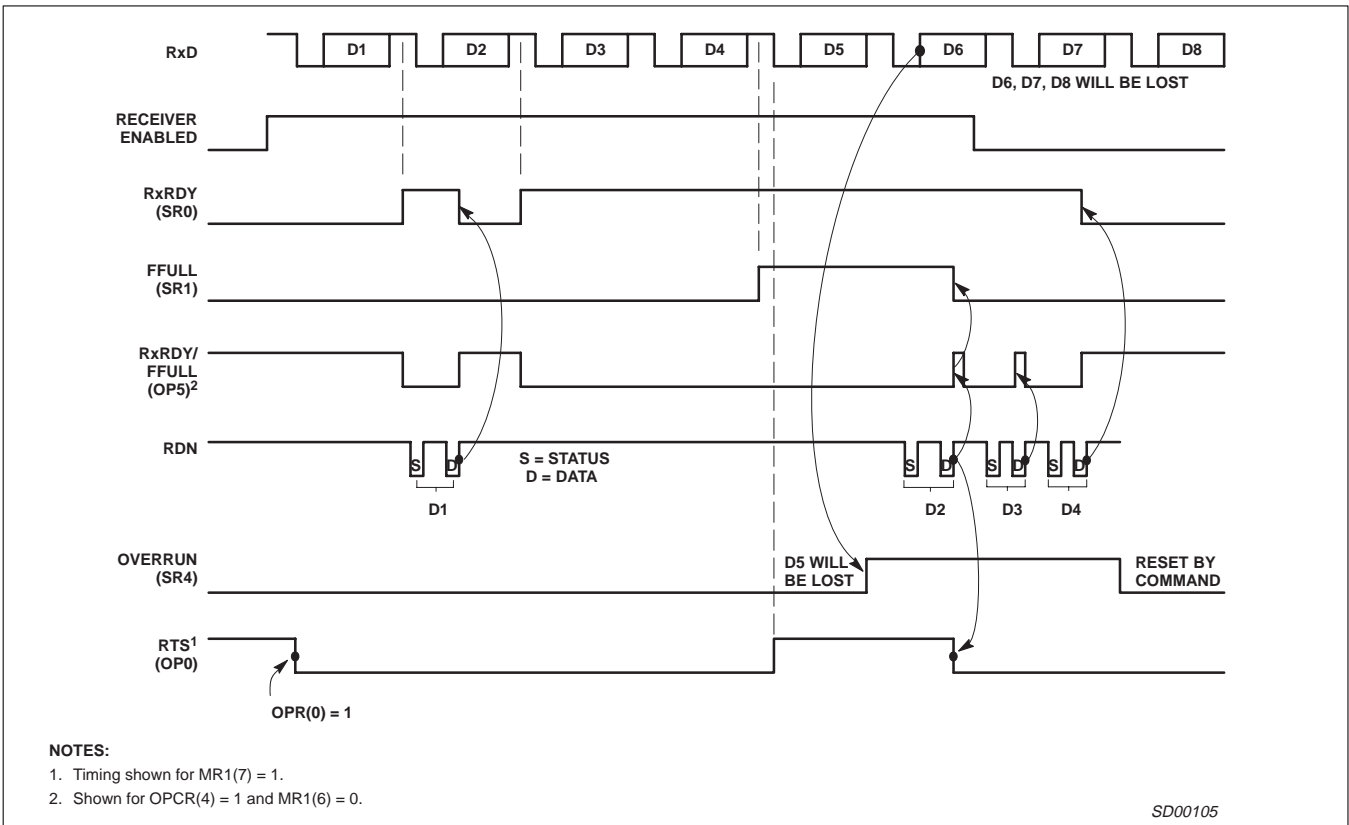 RxD
D1 D2 D3 D4 D5 D6 D7 D8
D6, D7, D8 WILL BE LOST
RECEIVER
ENABLED
RxRDY
(SR0)
FFULL
(SR1)
RxRDY/
FFULL
(OP5)2
RDN
S D S D S D S D
S = STATUS
D = DATA
D1 D2 D3 D4
OVERRUN
(SR4)
D5 WILL
BE LOST
RESET BY
COMMAND
RTS1
(OP0)
OPR(0) = 1
NOTES:
1. Timing shown for MR1(7) = 1.
2. Shown for OPCR(4) = 1 and MR1(6) = 0.
SD00105